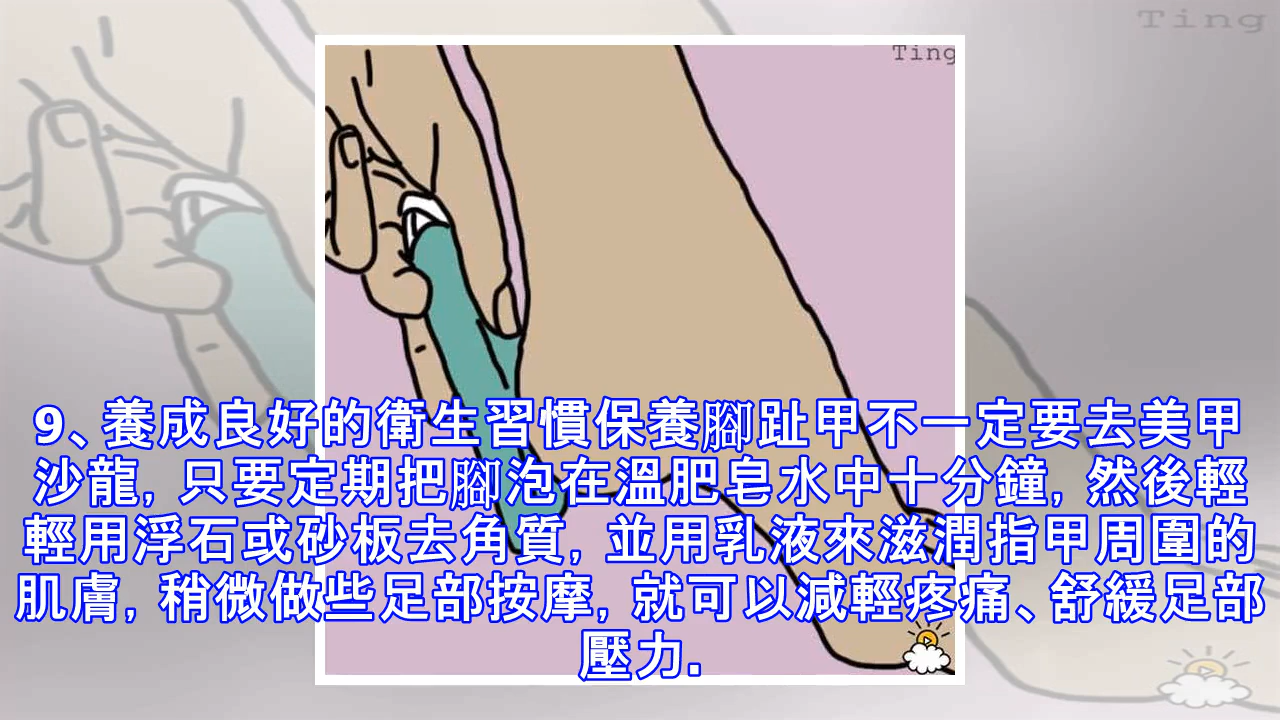 Ting
Ting
9、養成良好的衛生習慣保養腳趾甲不一定要去美甲
沙龍, 只要定期把腳泡在溫肥皂水中十分鐘, 然後輕
輕用浮石或砂板去角質, 並用乳液來滋潤指甲周圍的
肌膚, 稍微做些足部按摩, 就可以減輕疼痛、舒緩足部
壓力.